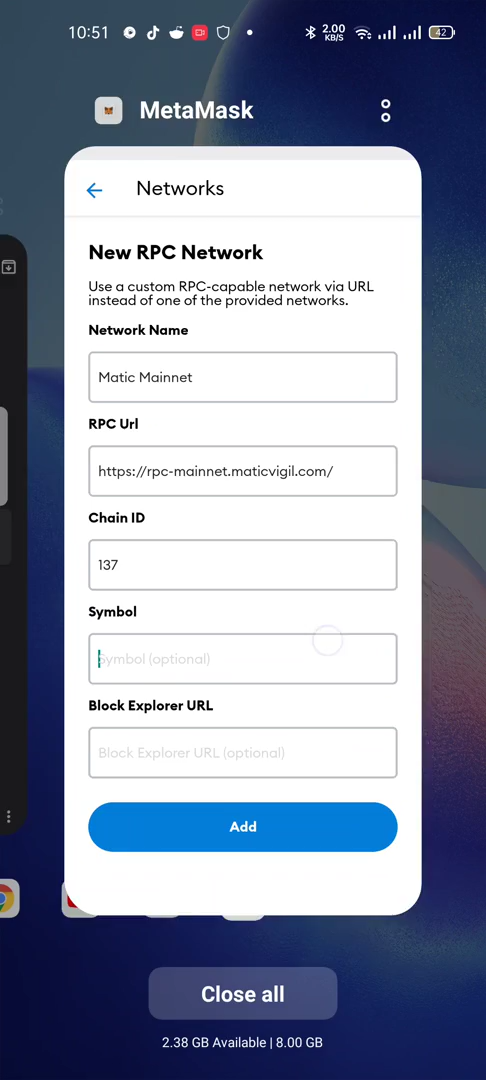 10:51
2.00
KB/S
42
MetaMask
Networks
New RPC Network
Use a custom RPC-capable network via URL
instead of one of the provided networks.
Network Name
Matic Mainnet
RPC Url
https://rpc-mainnet.maticvigil.com/
Chain ID
137
Symbol
Symbol (optional)
Block Explorer URL
Block Explorer URL (optional)
Add
Close all
2.38 GB Available | 8.00 GB